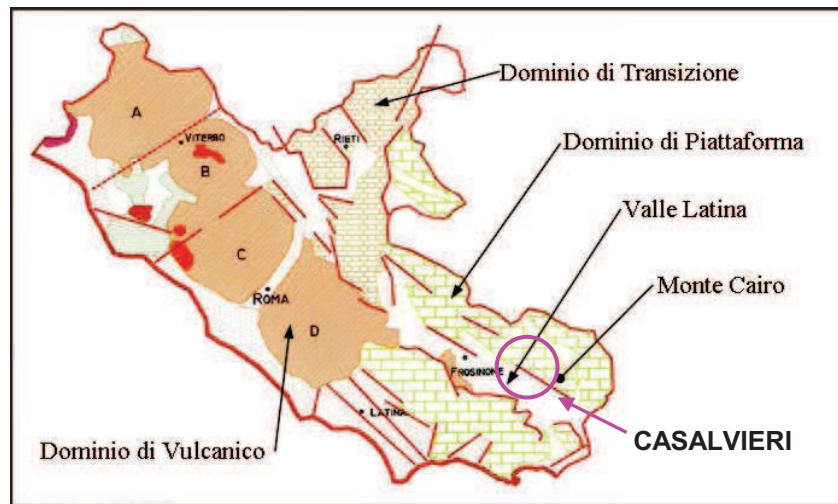 Dominio di Transizione
A
VITERBO
RIETI
B
Dominio di Piattaforma
Valle Latina
C
Monte Cairo
ROMA
D
FROSINONE
LATINA
CASALVIERI
Dominio di Vulcanico